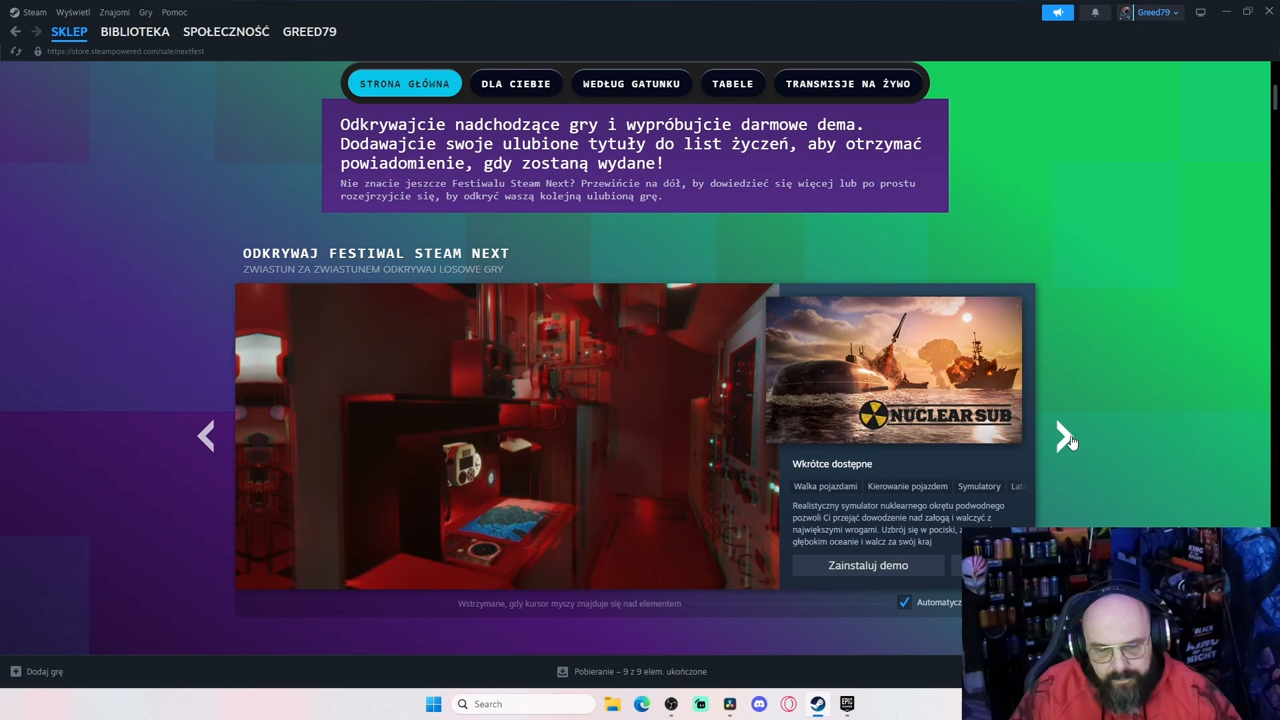 Steam Wyświetl Znajomi Gry Pomoc
Greed79
SKLEP BIBLIOTEKA SPOŁECZNOŚĆ GREED79
https://store.steampowered.com/sale/nextfest
STRONA GŁÓWNA DLA CIEBIE WEDŁUG GATUNKU TABELE TRANSMISJE NA ŻYWO
Odkrywajcie nadchodzące gry i wypróbujcie darmowe dema.
Dodawajcie swoje ulubione tytuły do list życzeń, aby otrzymać
powiadomienie, gdy zostaną wydane!
Nie znacie jeszcze Festiwalu Steam Next? Przewińcie na dół, by dowiedzieć się więcej lub po prostu
rozejrzyjcie się, by odkryć waszą kolejną ulubioną grę.
ODKRYWAJ FESTIWAL STEAM NEXT
ZWIASTUN ZA ZWIASTUNEM ODKRYWAJ LOSOWE GRY
NUCLEAR SUB
Wkrótce dostępne
Walka pojazdami Kierowanie pojazdem Symulatory
Realistyczny symulator nuklearnego okrętu podwodnego
pozwoli Ci przejąć dowodzenie nad załogą i walczyć z
największymi wrogami. Uzbrój się w pociski,
głębokim oceanie i walcz za swój kraj
Zainstaluj demo
Wstrzymane, gdy kursor myszy znajduje się nad elementem
Dodaj grę
Pobieranie – 9 z 9 elem. ukończone
Search
KING OF THE NIGHT